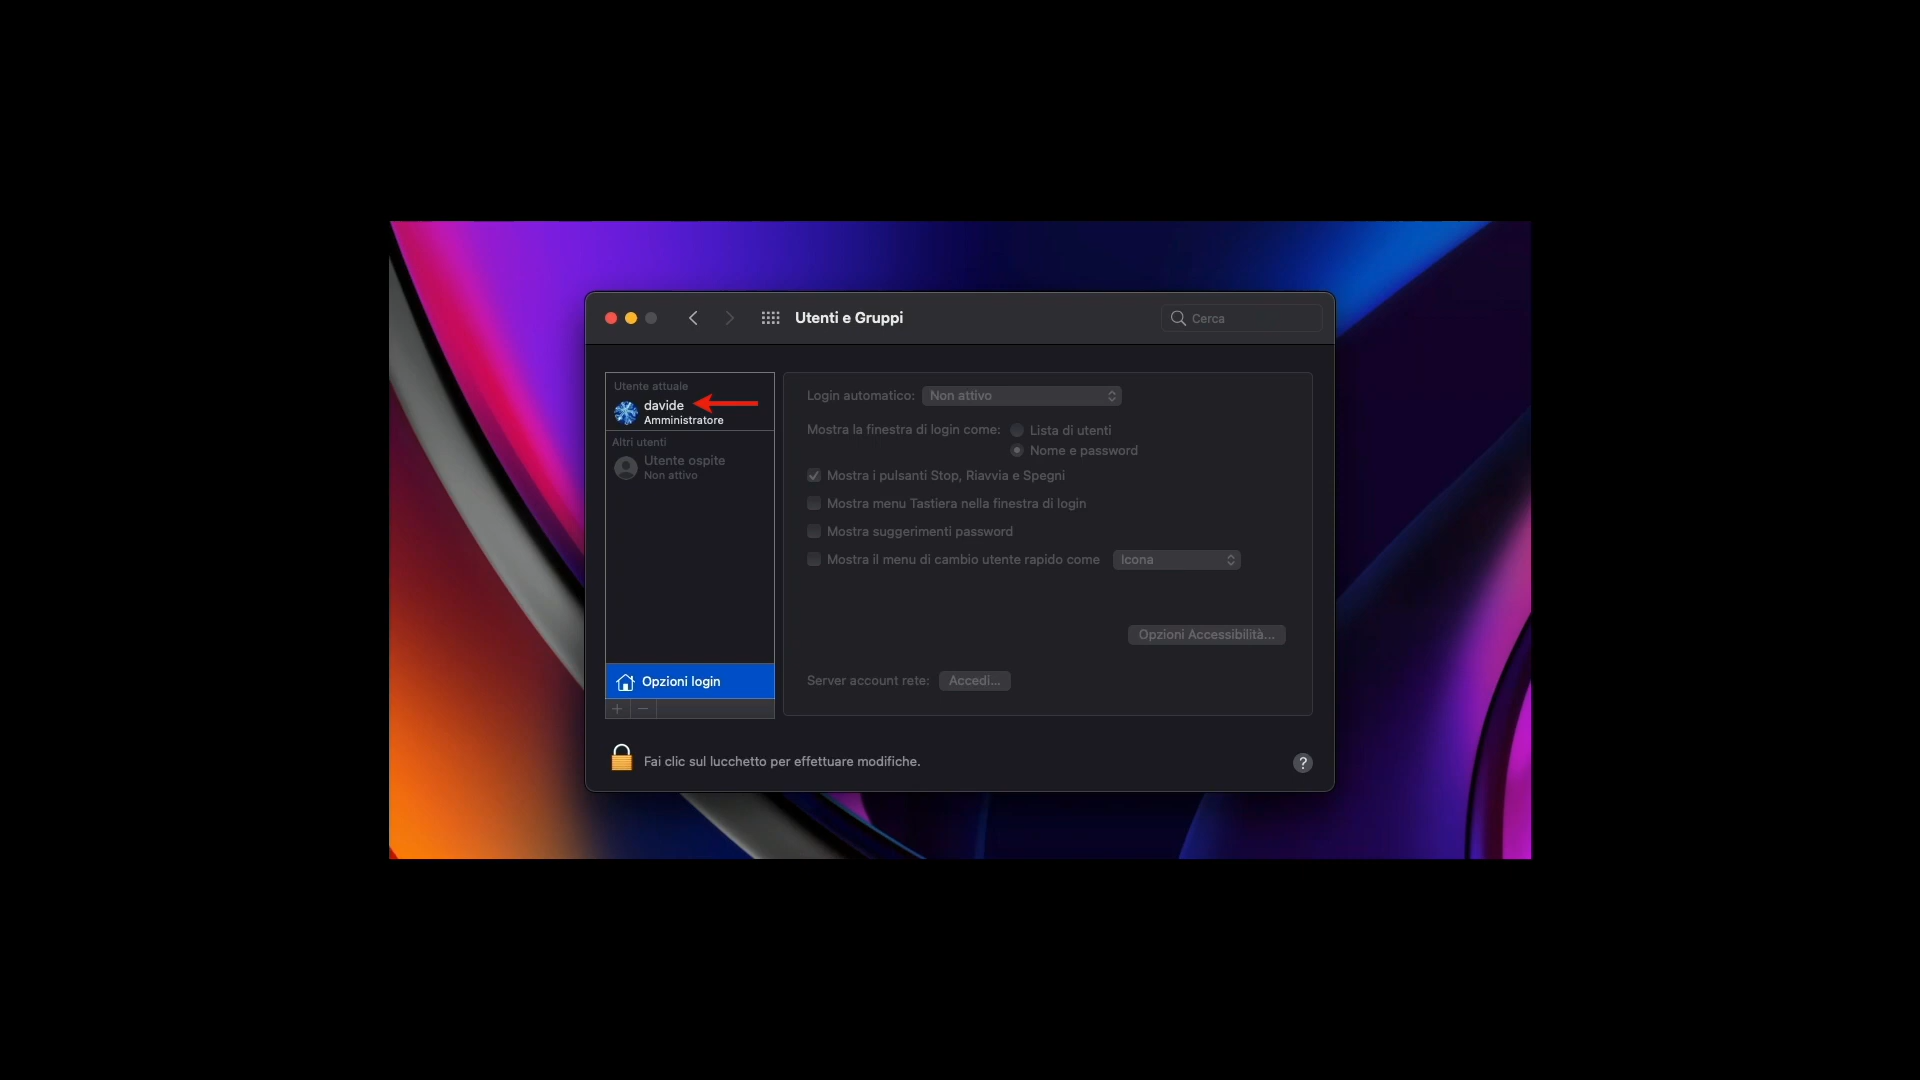 Utenti e Gruppi
Cerca
Utente attuale
davide
Amministratore
Altri utenti
Utente ospite
Non attivo
Opzioni login
+ −
Login automatico: Non attivo
Mostra la finestra di login come: Lista di utenti
Nome e password
Mostra i pulsanti Stop, Riavvia e Spegni
Mostra menu Tastiera nella finestra di login
Mostra suggerimenti password
Mostra il menu di cambio utente rapido come Icona
Opzioni Accessibilità...
Server account rete: Accedi...
Fai clic sul lucchetto per effettuare modifiche.
?